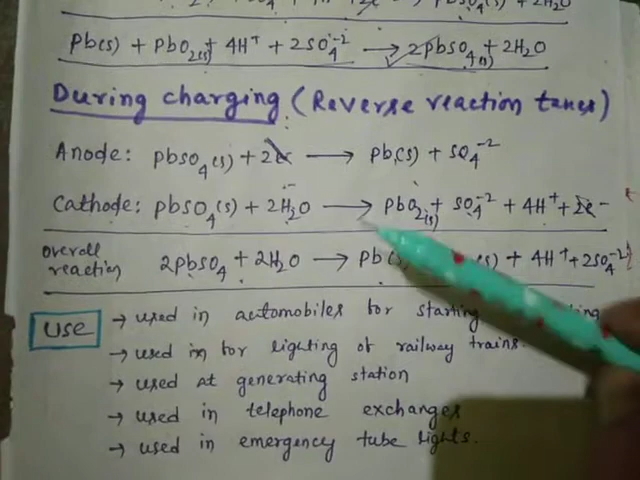 PbSO₄(s) + 2H₂O
Pb(s) + PbO₂(s) + 4H⁺ + 2SO₄⁻² → 2PbSO₄(s) + 2H₂O
During charging (Reverse reaction takes)
Anode: PbSO₄(s) + 2e → Pb(s) + SO₄⁻²
Cathode: PbSO₄(s) + 2H₂O → PbO₂(s) + SO₄⁻² + 4H⁺ + 2e-
overall reaction 2PbSO₄ + 2H₂O → Pb(s) (s) + 4H⁺ + 2SO₄⁻²
Use → used in automobiles for starting
→ used in for lighting of railway trains.
→ used at generating station
→ used in telephone exchanges
→ used in emergency tube lights.